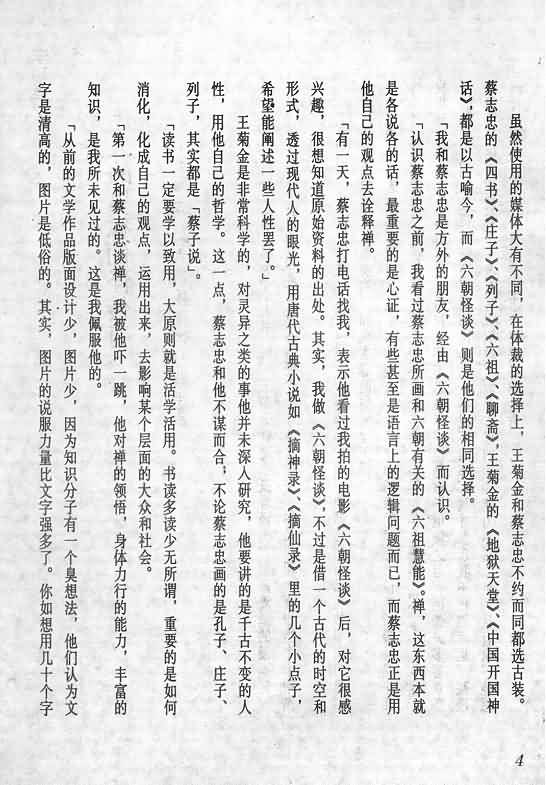 虽然使用的媒体大有不同，在体裁的选择上，王菊金和蔡志忠不约而同都选古装。
蔡志忠的《四书》、《庄子》、《列子》、《六祖》、《聊斋》，王菊金的《地狱天堂》、《中国开国神
话》，都是以古喻今，而《六朝怪谈》则是他们的相同选择。
「我和蔡志忠是方外的朋友，经由《六朝怪谈》而认识。
「认识蔡志忠之前，我看过蔡志忠所画和六朝有关的《六祖慧能》。禅，这东西本就
是各说各的话，最重要的是心证，有些甚至是语言上的逻辑问题而已，而蔡志忠正是用
他自己的观点去诠释禅。
「有一天，蔡志忠打电话找我，表示他看过我拍的电影《六朝怪谈》后，对它很感
兴趣，很想知道原始资料的出处。其实，我做《六朝怪谈》，不过是借一个古代的时空和
形式，透过现代人的眼光，用唐代古典小说如《摘神录》、《摘仙录》里的几个小点子，
希望能阐述一些人性罢了。」
王菊金是非常科学的，对灵异之类的事他并未深入研究，他要讲的是千古不变的人
性，用他自己的哲学。这一点，蔡志忠和他不谋而合；不论蔡志忠画的是孔子、庄子、
列子，其实都是「蔡子说」。
「读书一定要学以致用，大原则就是活学活用。书读多读少无所谓，重要的是如何
消化，化成自己的观点，运用出来，去影响某个层面的大众和社会。
「第一次和蔡志忠谈禅，我被他吓一跳，他对禅的领悟，身体力行的能力，丰富的
知识，是我所未见过的。这是我佩服他的。
「从前的文学作品版面设计少，图片少，因为知识分子有一个臭想法，他们认为文
字是清高的，图片是低俗的。其实，图片的说服力量比文字强多了。你如想用几十个字
4